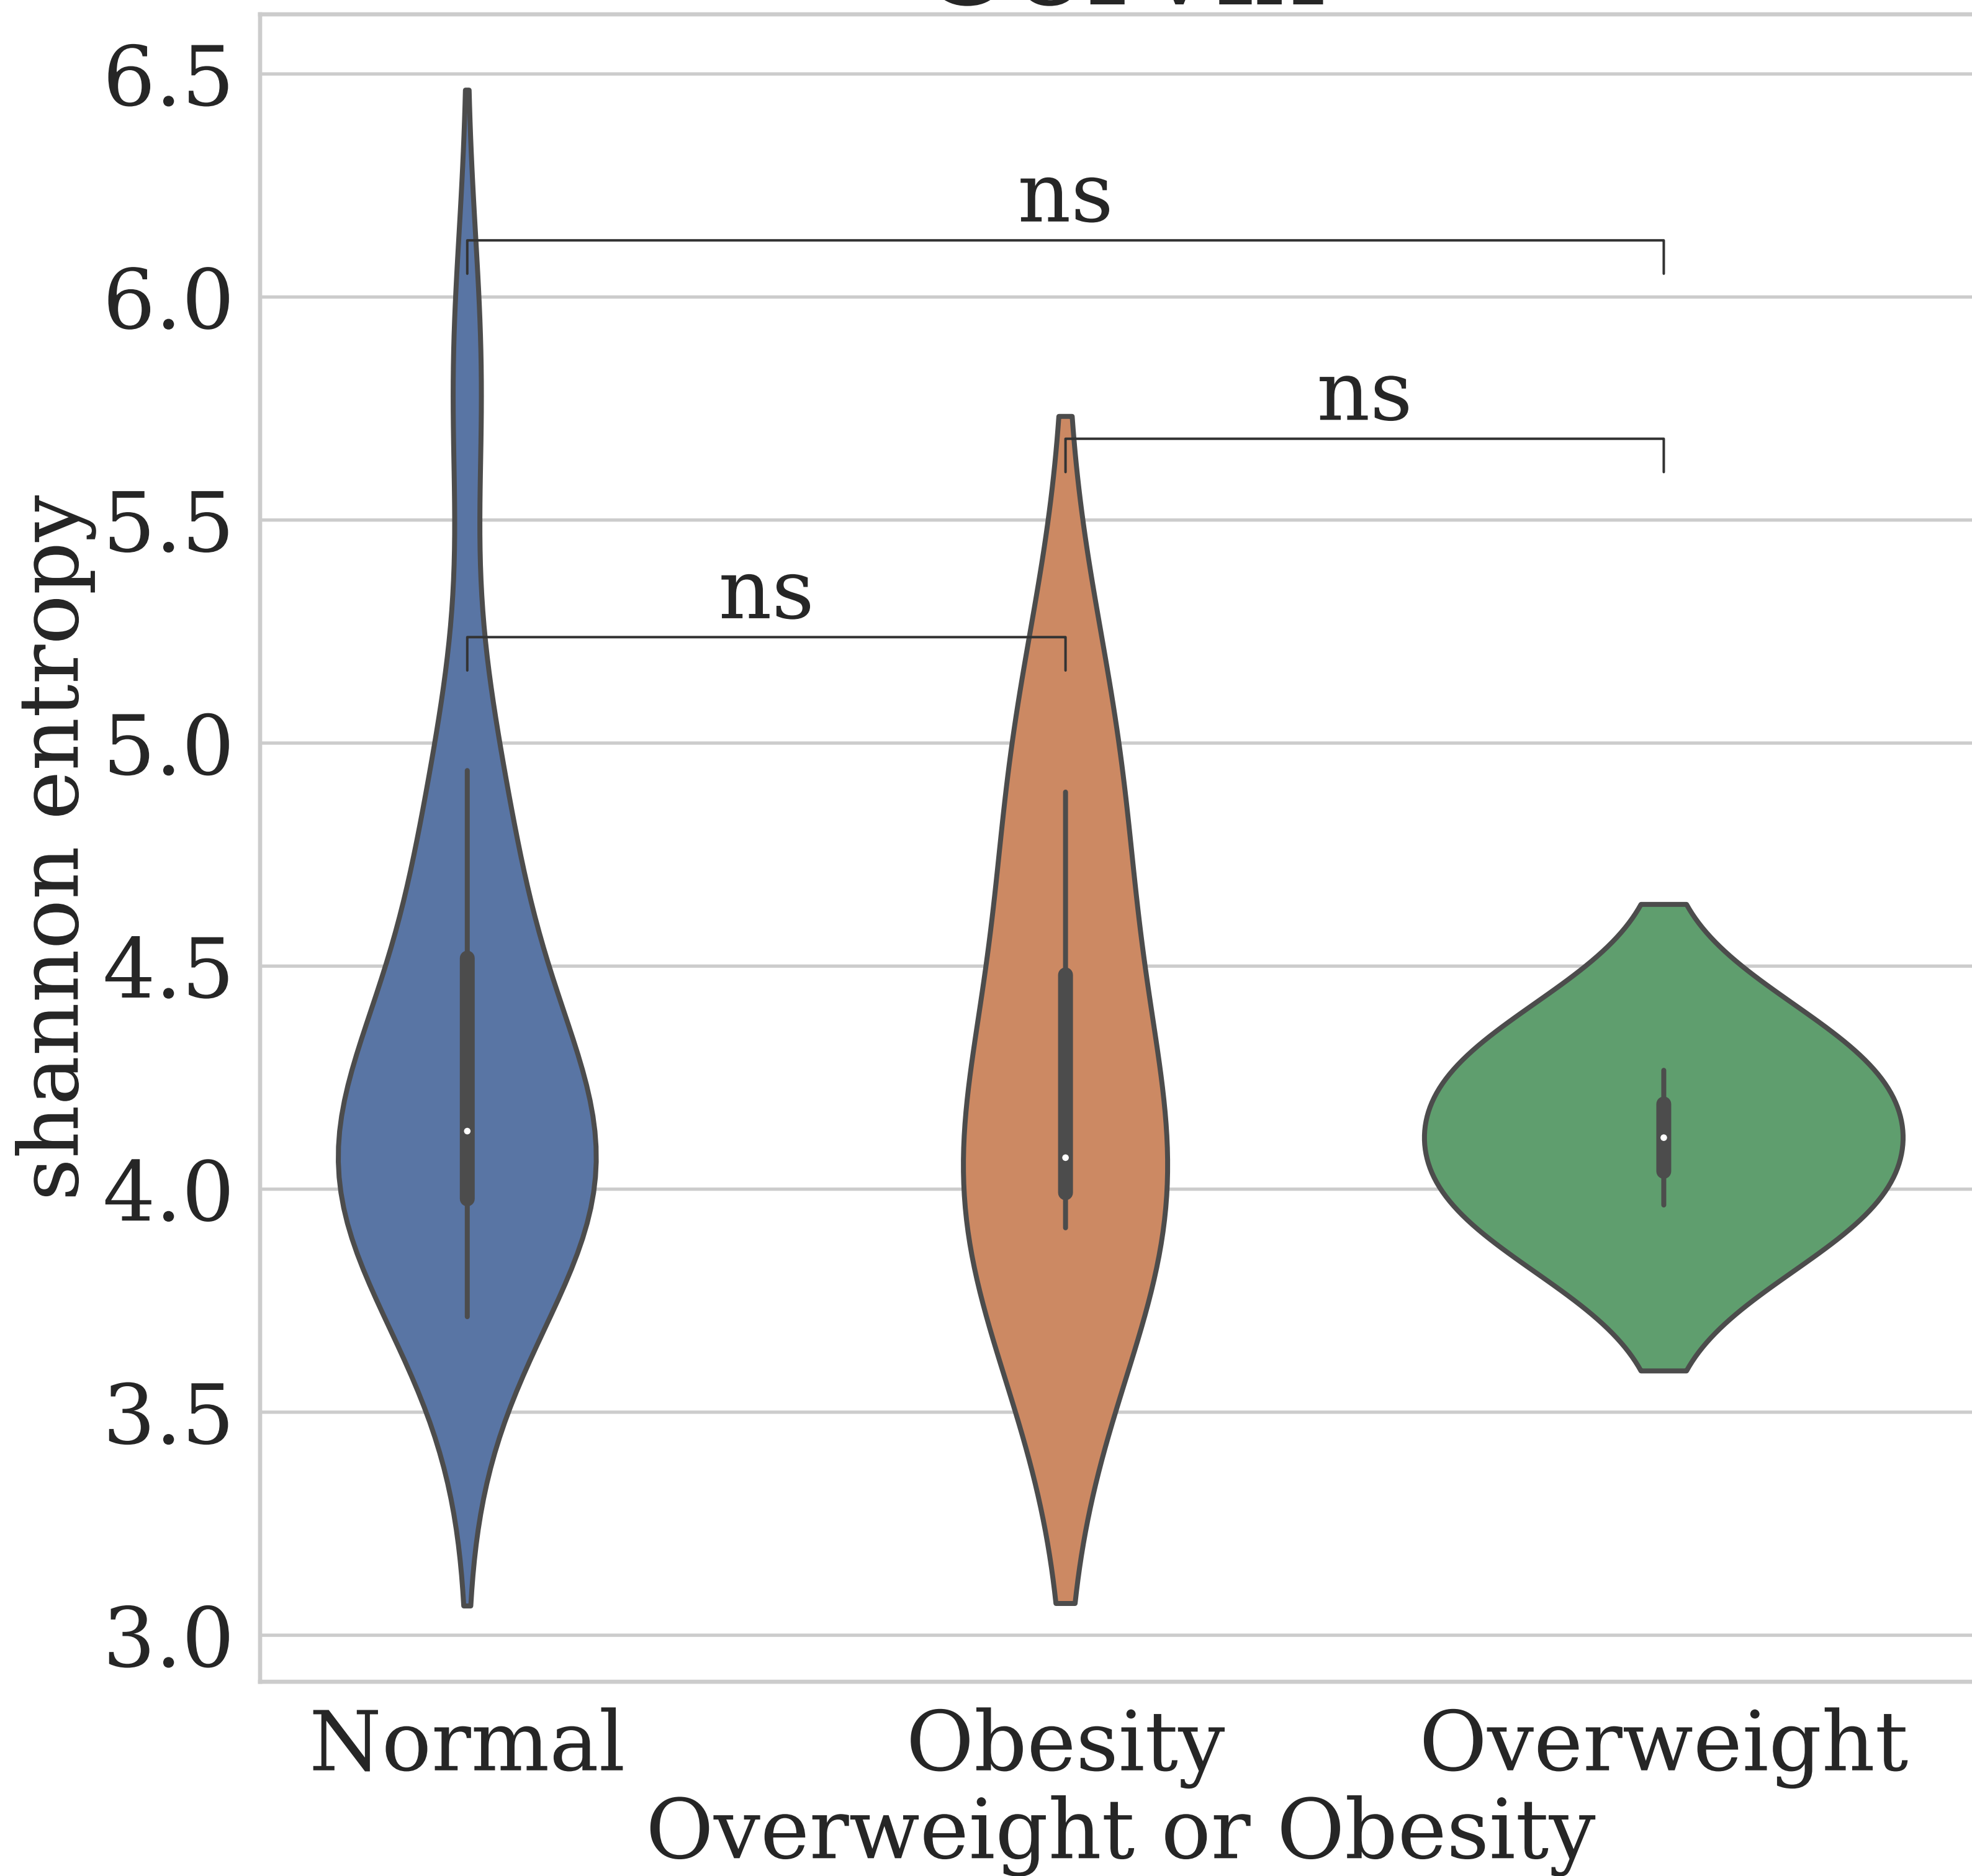 6.5
ns
6.0
ns
5.5
ns
5.0
4.5
4.0
3.5
3.0
shannon entropy
Normal Obesity Overweight
Overweight or Obesity